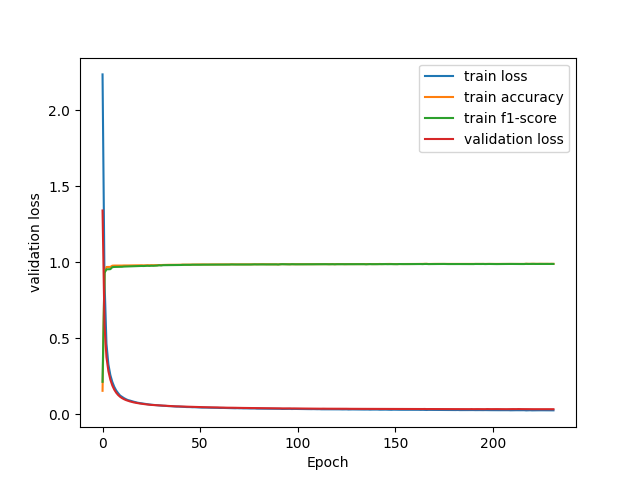 train loss
train accuracy
train f1-score
validation loss
validation loss
2.0
1.5
1.0
0.5
0.0
0 50 100 150 200
Epoch